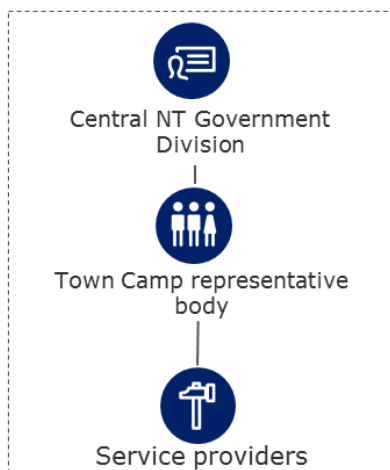 Central NT Government
Division
Town Camp representative
body
Service providers